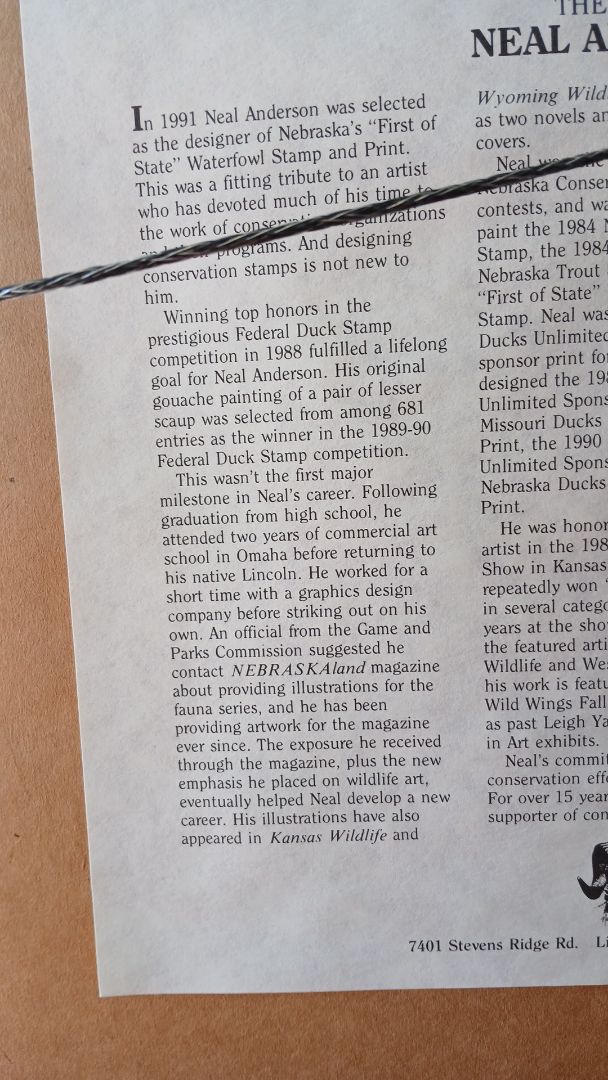 THE
NEAL A
In 1991 Neal Anderson was selected
as the designer of Nebraska's "First of
State" Waterfowl Stamp and Print.
This was a fitting tribute to an artist
who has devoted much of his time to
the work of conservation organizations
and their programs. And designing
conservation stamps is not new to
him.
Winning top honors in the
prestigious Federal Duck Stamp
competition in 1988 fulfilled a lifelong
goal for Neal Anderson. His original
gouache painting of a pair of lesser
scaup was selected from among 681
entries as the winner in the 1989-90
Federal Duck Stamp competition.
This wasn't the first major
milestone in Neal's career. Following
graduation from high school, he
attended two years of commercial art
school in Omaha before returning to
his native Lincoln. He worked for a
short time with a graphics design
company before striking out on his
own. An official from the Game and
Parks Commission suggested he
contact NEBRASKAland magazine
about providing illustrations for the
fauna series, and he has been
providing artwork for the magazine
ever since. The exposure he received
through the magazine, plus the new
emphasis he placed on wildlife art,
eventually helped Neal develop a new
career. His illustrations have also
appeared in Kansas Wildlife and
Wyoming Wild
as two novels an
covers.
Neal
Nebraska Conser
contests, and wa
paint the 1984 N
Stamp, the 1984
Nebraska Trout
"First of State"
Stamp. Neal was
Ducks Unlimited
sponsor print fo
designed the 198
Unlimited Spons
Missouri Ducks
Print, the 1990
Unlimited Spons
Nebraska Ducks
Print.
He was honor
artist in the 198
Show in Kansas
repeatedly won
in several catego
years at the sho
the featured arti
Wildlife and We
his work is featu
Wild Wings Fall
as past Leigh Ya
in Art exhibits.
Neal's commit
conservation effo
For over 15 year
supporter of con
7401 Stevens Ridge Rd. Li